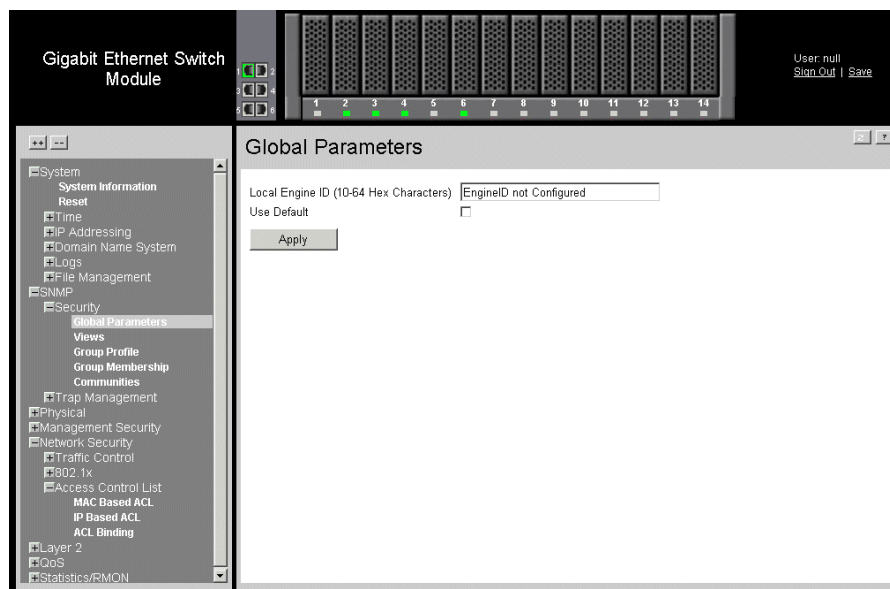 Gigabit Ethernet Switch
Module
1 2
3 4
5 6
1 2 3 4 5 6 7 8 9 10 11 12 13 14
User: null
Sign Out | Save
++ --
System
System Information
Reset
Time
IP Addressing
Domain Name System
Logs
File Management
SNMP
Security
Global Parameters
Views
Group Profile
Group Membership
Communities
Trap Management
Physical
Management Security
Network Security
Traffic Control
802.1x
Access Control List
MAC Based ACL
IP Based ACL
ACL Binding
Layer 2
QoS
Statistics/RMON
Global Parameters
?
Local Engine ID (10-64 Hex Characters) EngineID not Configured
Use Default
Apply